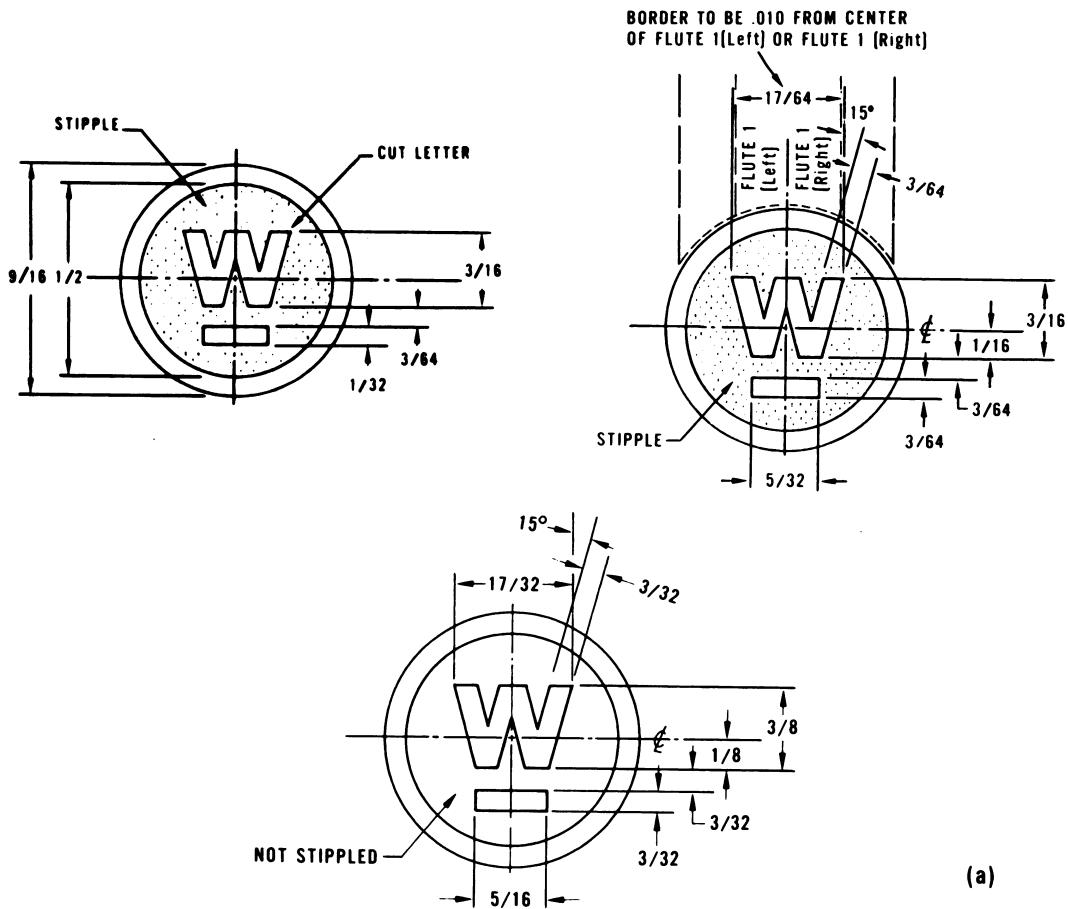 BORDER TO BE .010 FROM CENTER
OF FLUTE 1(Left) OR FLUTE 1 (Right)
17/64
15°
FLUTE 1
(Left)
FLUTE 1
(Right)
3/64
STIPPLE
CUT LETTER
9/16
1/2
W
3/16
3/64
1/32
W
℄
3/16
1/16
3/64
3/64
STIPPLE
5/32
15°
17/32
3/32
W
℄
3/8
1/8
3/32
3/32
NOT STIPPLED
5/16
(a)